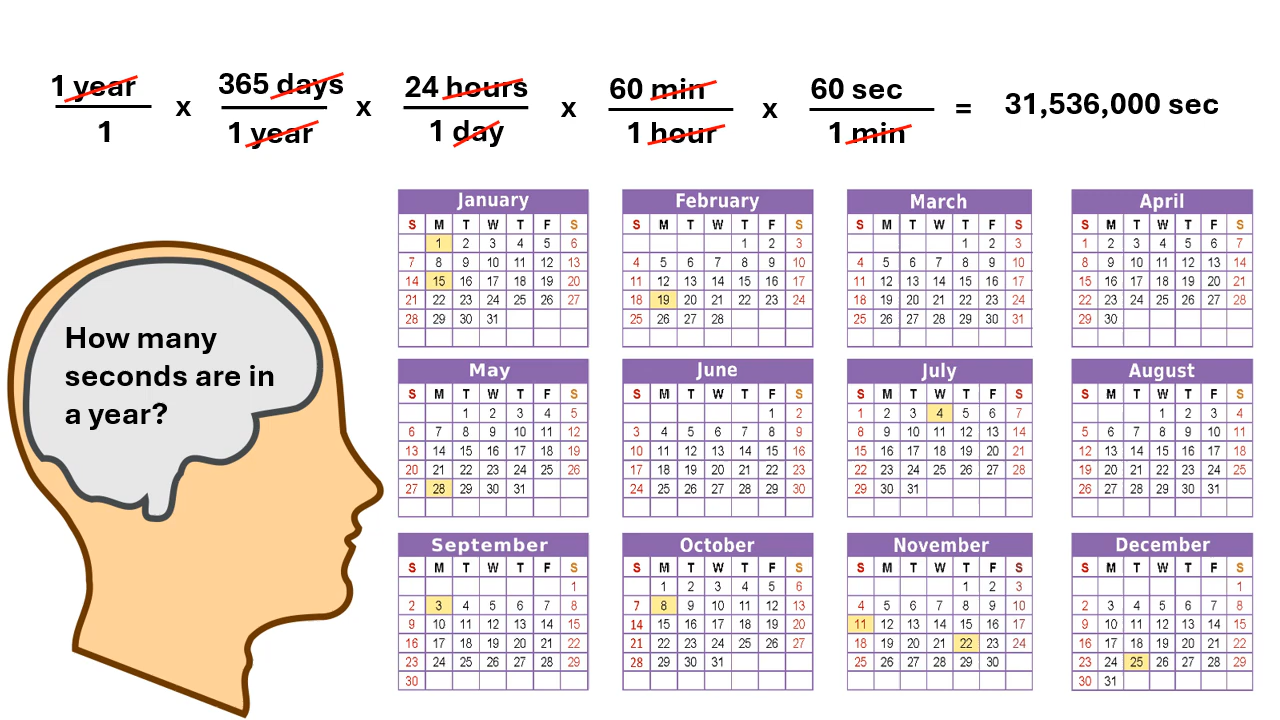 1 year x 365 days x 24 hours x 60 min x 60 sec = 31,536,000 sec
1 1 year 1 day 1 hour 1 min
How many
seconds are in
a year?
January
S M T W T F S
1 2 3 4 5 6
7 8 9 10 11 12 13
14 15 16 17 18 19 20
21 22 23 24 25 26 27
28 29 30 31
February
S M T W T F S
1 2 3
4 5 6 7 8 9 10
11 12 13 14 15 16 17
18 19 20 21 22 23 24
25 26 27 28
March
S M T W T F S
1 2 3
4 5 6 7 8 9 10
11 12 13 14 15 16 17
18 19 20 21 22 23 24
25 26 27 28 29 30 31
April
S M T W T F S
1 2 3 4 5 6 7
8 9 10 11 12 13 14
15 16 17 18 19 20 21
22 23 24 25 26 27 28
29 30
May
S M T W T F S
1 2 3 4 5
6 7 8 9 10 11 12
13 14 15 16 17 18 19
20 21 22 23 24 25 26
27 28 29 30 31
June
S M T W T F S
1 2
3 4 5 6 7 8 9
10 11 12 13 14 15 16
17 18 19 20 21 22 23
24 25 26 27 28 29 30
July
S M T W T F S
1 2 3 4 5 6 7
8 9 10 11 12 13 14
15 16 17 18 19 20 21
22 23 24 25 26 27 28
29 30 31
August
S M T W T F S
1 2 3 4
5 6 7 8 9 10 11
12 13 14 15 16 17 18
19 20 21 22 23 24 25
26 27 28 29 30 31
September
S M T W T F S
1
2 3 4 5 6 7 8
9 10 11 12 13 14 15
16 17 18 19 20 21 22
23 24 25 26 27 28 29
30
October
S M T W T F S
1 2 3 4 5 6
7 8 9 10 11 12 13
14 15 16 17 18 19 20
21 22 23 24 25 26 27
28 29 30 31
November
S M T W T F S
1 2 3
4 5 6 7 8 9 10
11 12 13 14 15 16 17
18 19 20 21 22 23 24
25 26 27 28 29 30
December
S M T W T F S
1
2 3 4 5 6 7 8
9 10 11 12 13 14 15
16 17 18 19 20 21 22
23 24 25 26 27 28 29
30 31